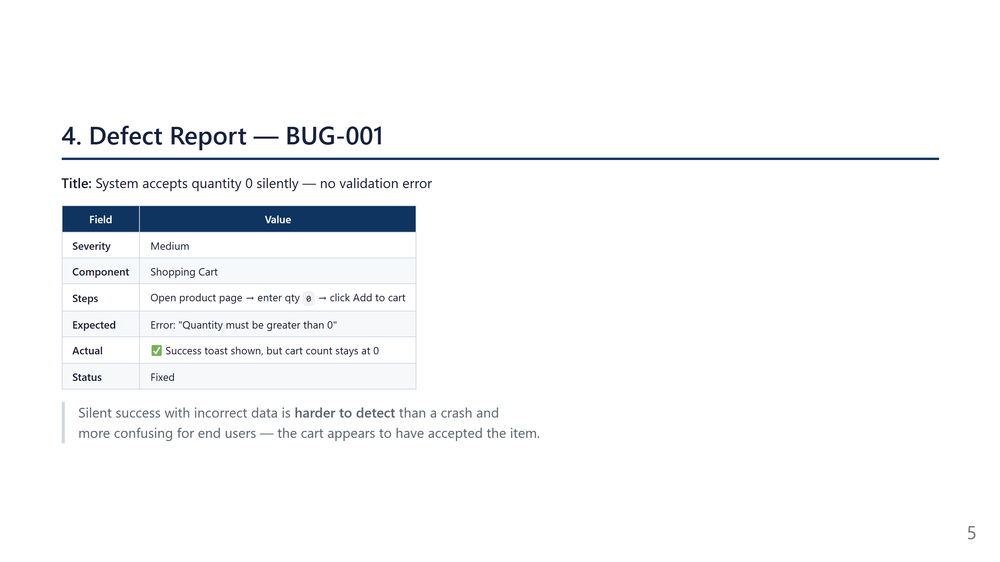 4. Defect Report — BUG-001
Title: System accepts quantity 0 silently — no validation error
Field Value
Severity Medium
Component Shopping Cart
Steps Open product page → enter qty 0 → click Add to cart
Expected Error: "Quantity must be greater than 0"
Actual ✅ Success toast shown, but cart count stays at 0
Status Fixed
Silent success with incorrect data is harder to detect than a crash and
more confusing for end users — the cart appears to have accepted the item.
5